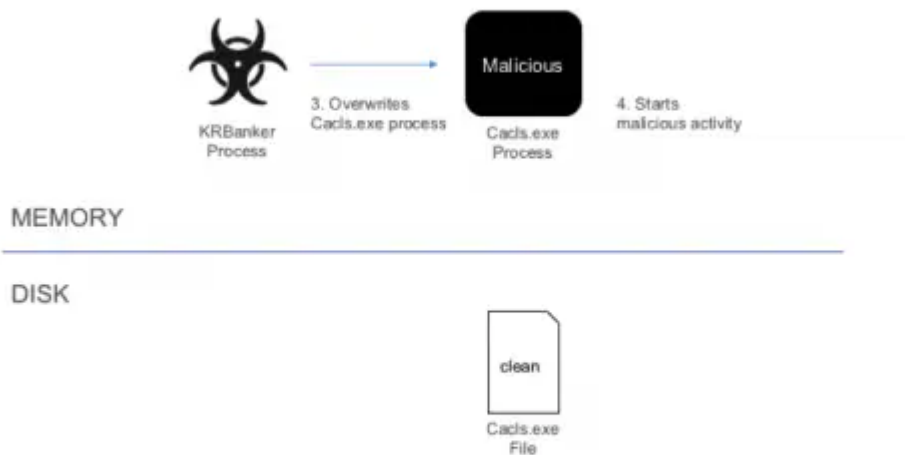 Malicious
3. Overwrites
Cacls.exe process
4. Starts
malicious activity
KRBanker
Process
Cacls.exe
Process
MEMORY
DISK
clean
Cacls.exe
File